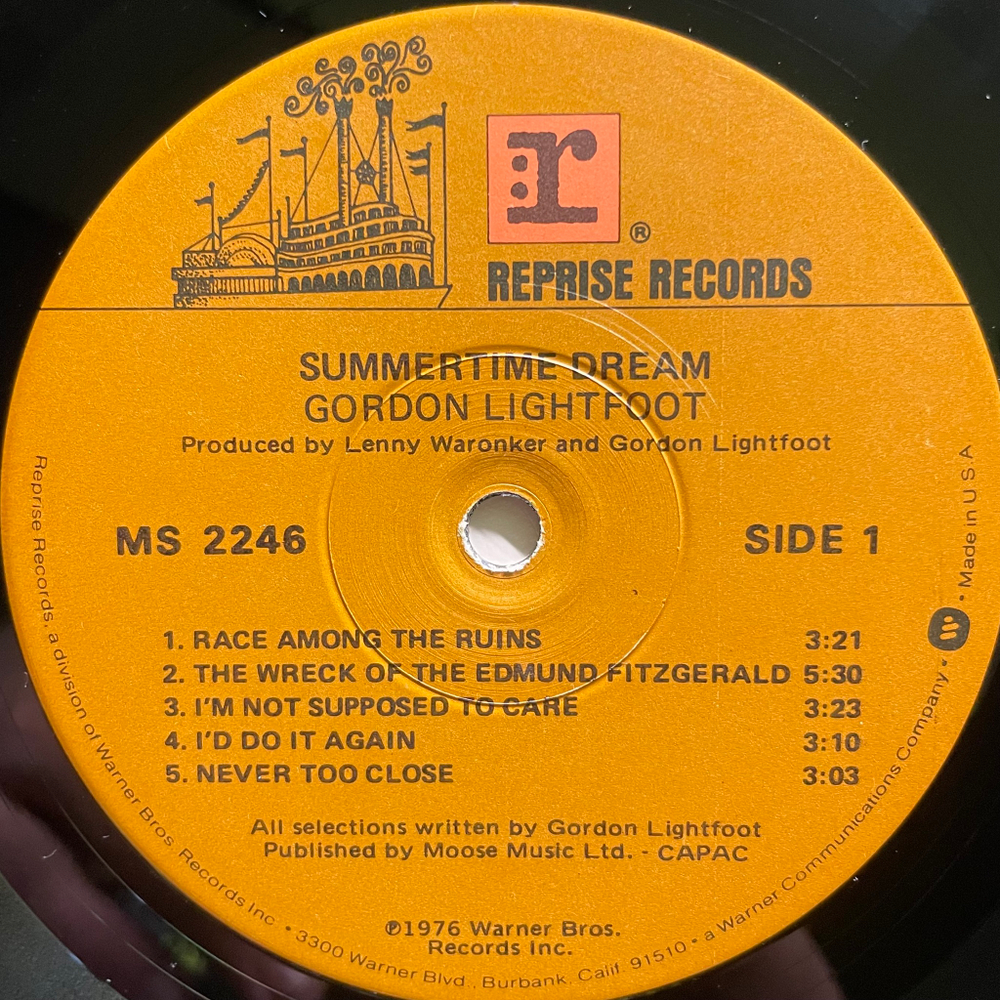 :r
®
REPRISE RECORDS
SUMMERTIME DREAM
GORDON LIGHTFOOT
Produced by Lenny Waronker and Gordon Lightfoot
MS 2246
SIDE 1
1. RACE AMONG THE RUINS 3:21
2. THE WRECK OF THE EDMUND FITZGERALD 5:30
3. I'M NOT SUPPOSED TO CARE 3:23
4. I'D DO IT AGAIN 3:10
5. NEVER TOO CLOSE 3:03
All selections written by Gordon Lightfoot
Published by Moose Music Ltd. - CAPAC
℗1976 Warner Bros.
Records Inc.
Reprise Records, a division of Warner Bros. Records Inc • 3300 Warner Blvd., Burbank, Calif. 91510 • a Warner Communications Company • W • Made in U S A